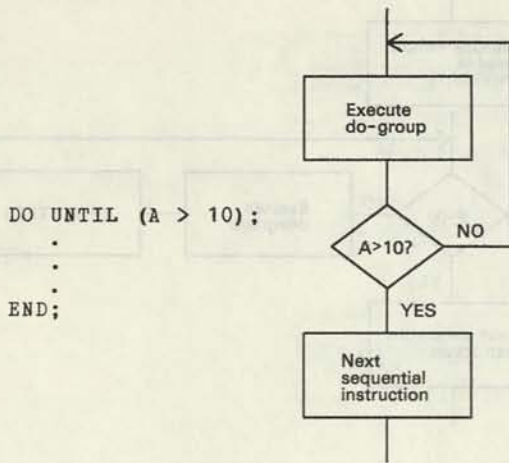 Execute
do-group
DO UNTIL (A > 10);
.
.
.
END;
A>10?
NO
YES
Next
sequential
instruction